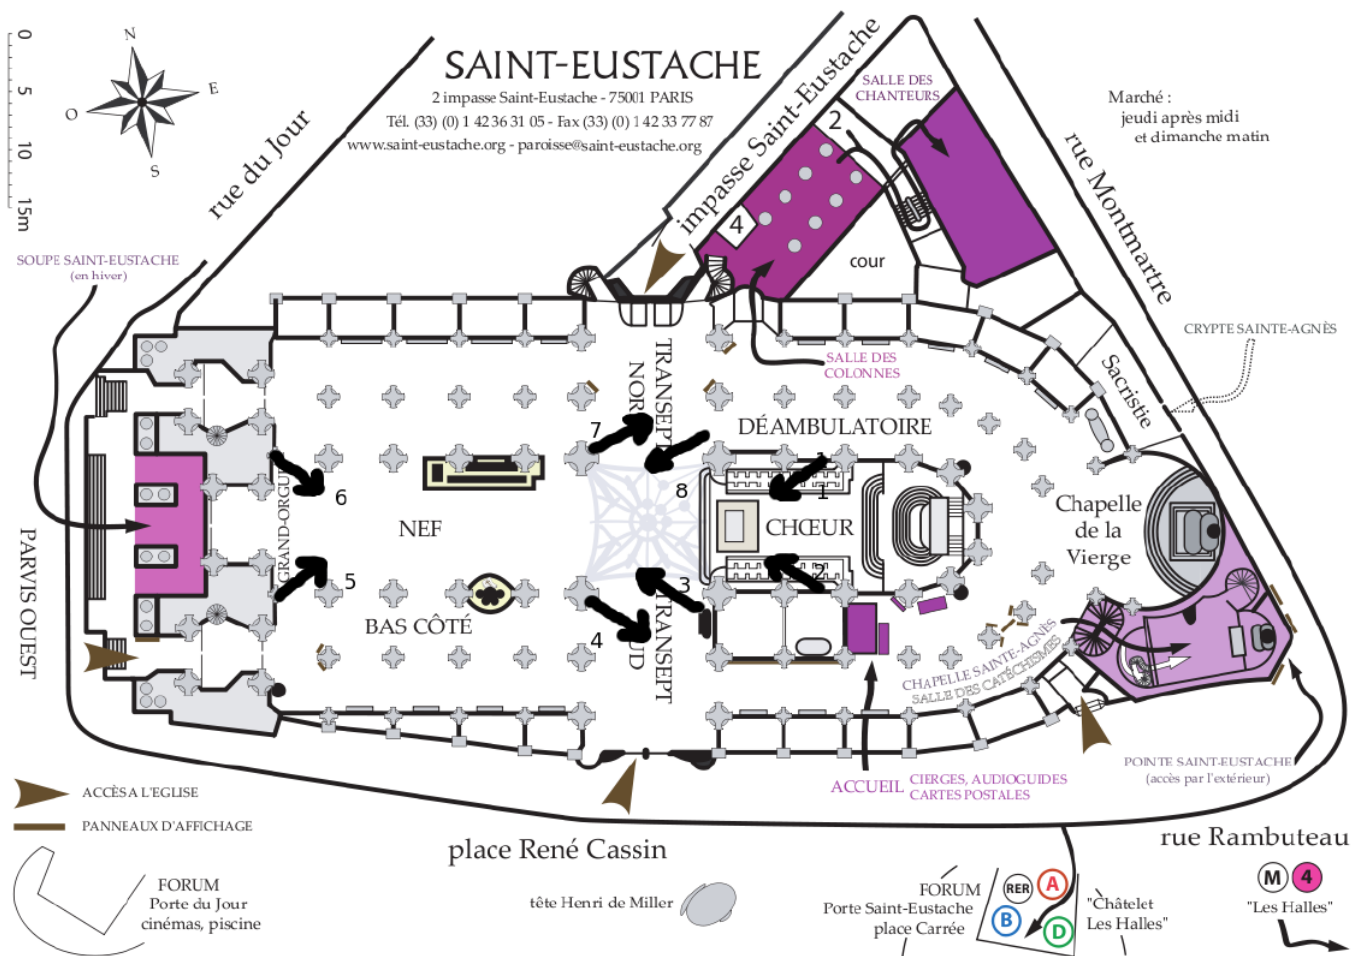 SAINT-EUSTACHE
2 impasse Saint-Eustache - 75001 PARIS
Tél. (33) (0) 1 42 36 31 05 - Fax (33) (0) 1 42 33 77 87
www.saint-eustache.org - paroisse@saint-eustache.org
N
E
S
O
0
5
10
15m
rue du Jour
impasse Saint-Eustache
SALLE DES
CHANTEURS
2
4
cour
Marché :
jeudi après midi
et dimanche matin
rue Montmartre
SOUPE SAINT-EUSTACHE
(en hiver)
CRYPTE SAINTE-AGNÈS
SALLE DES
COLONNES
Sacristie
TRANSEPT
DÉAMBULATOIRE
7
8
1
6
NEF
CHŒUR
Chapelle
de la
Vierge
PARVIS OUEST
5
2
3
4
BAS CÔTÉ
TRANSEPT
CHAPELLE SAINTE-AGNÈS
SALLE DES CATÉCHISMES
POINTE SAINT-EUSTACHE
(accès par l'extérieur)
ACCUEIL
CIERGES, AUDIOGUIDES
CARTES POSTALES
ACCÈS A L'EGLISE
PANNEAUX D'AFFICHAGE
place René Cassin
rue Rambuteau
FORUM
Porte du Jour
cinémas, piscine
tête Henri de Miller
FORUM
Porte Saint-Eustache
place Carrée
RER
A
B
D
"Châtelet
Les Halles"
M
4
"Les Halles"